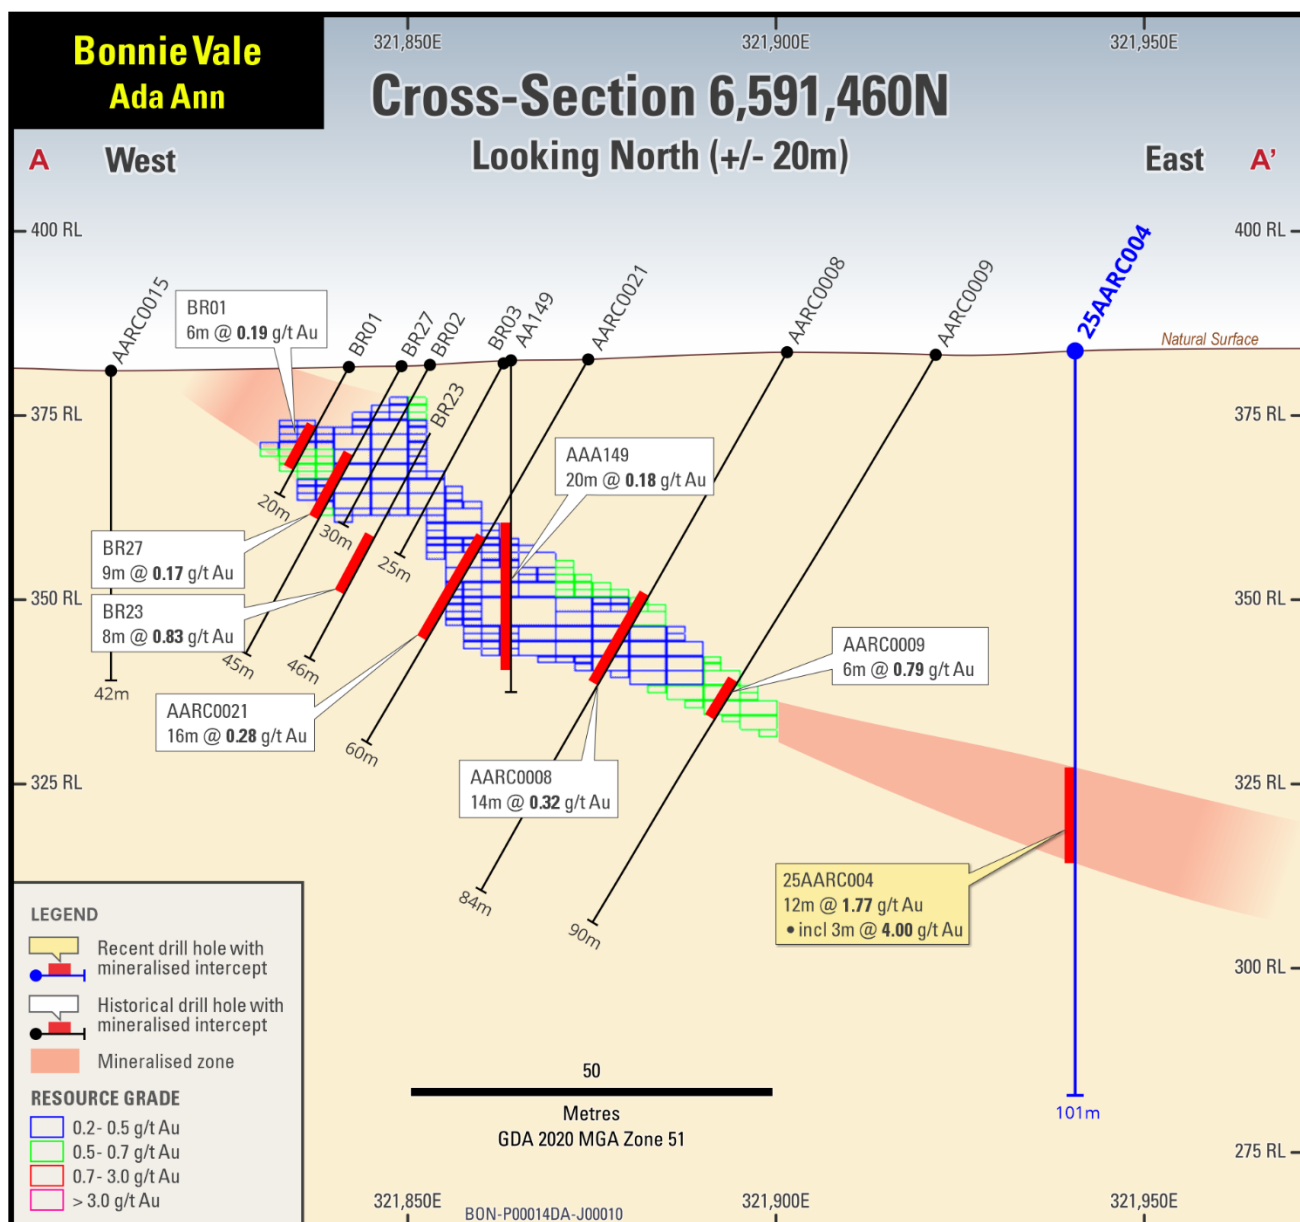 Bonnie Vale
Ada Ann
321,850E
321,900E
321,950E
Cross-Section 6,591,460N
Looking North (+/- 20m)
A
West
East
A’
400 RL
400 RL
AARC0015
BR01
BR27
BR02
BR03
AA149
AARC0021
AARC0008
AARC0009
25AARC004
BR23
Natural Surface
BR01
6m @ 0.19 g/t Au
375 RL
375 RL
AAA149
20m @ 0.18 g/t Au
20m
30m
25m
BR27
9m @ 0.17 g/t Au
350 RL
350 RL
BR23
8m @ 0.83 g/t Au
AARC0009
6m @ 0.79 g/t Au
45m
46m
42m
AARC0021
16m @ 0.28 g/t Au
60m
AARC0008
14m @ 0.32 g/t Au
325 RL
325 RL
84m
90m
25AARC004
12m @ 1.77 g/t Au
• incl 3m @ 4.00 g/t Au
300 RL
300 RL
LEGEND
Recent drill hole with
mineralised intercept
Historical drill hole with
mineralised intercept
Mineralised zone
RESOURCE GRADE
0.2- 0.5 g/t Au
0.5- 0.7 g/t Au
0.7- 3.0 g/t Au
> 3.0 g/t Au
50
Metres
GDA 2020 MGA Zone 51
101m
275 RL
321,850E
321,900E
321,950E
BON-P00014DA-J00010